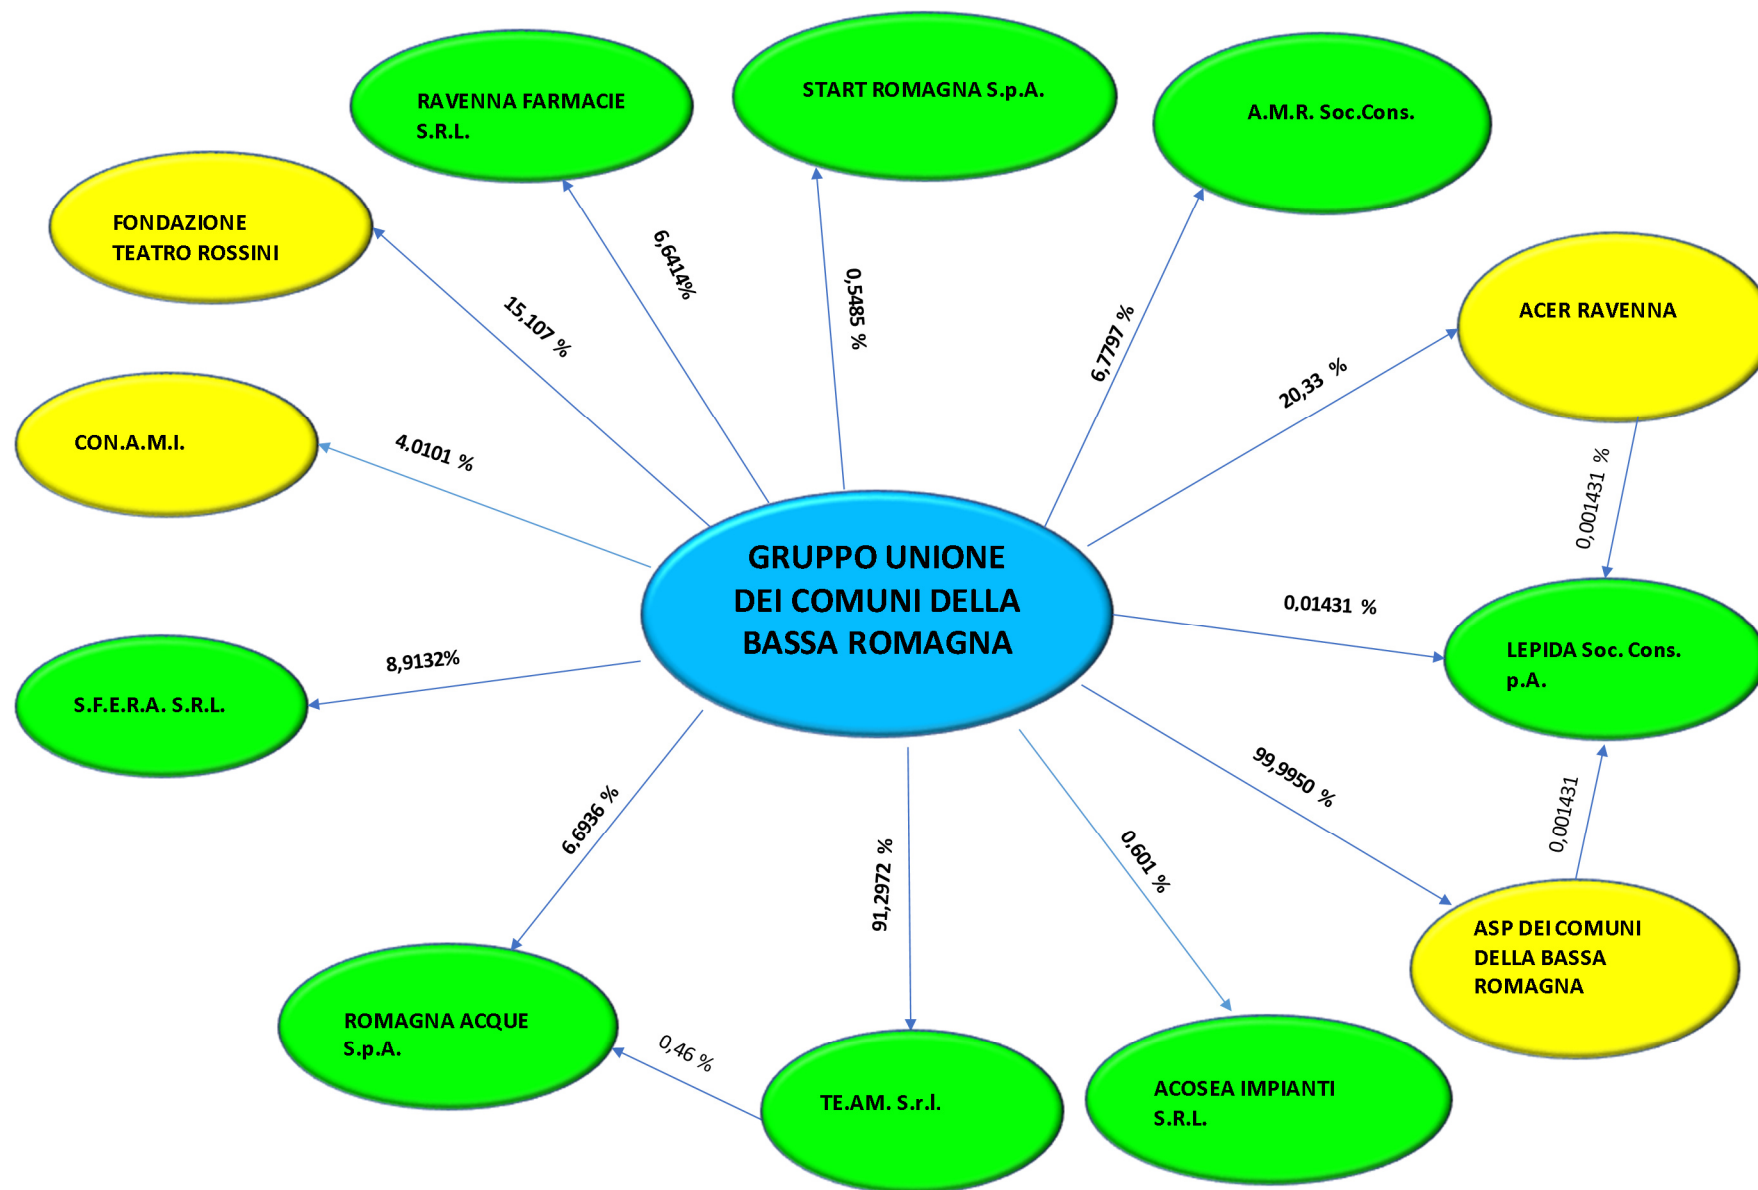 START ROMAGNA S.p.A.
RAVENNA FARMACIE
S.R.L.
A.M.R. Soc.Cons.
FONDAZIONE
TEATRO ROSSINI
6,6414%
0,5485 %
15,107 %
6,7797 %
20,33 %
ACER RAVENNA
CON.A.M.I.
4,0101 %
0,001431 %
GRUPPO UNIONE
DEI COMUNI DELLA
BASSA ROMAGNA
0,01431 %
LEPIDA Soc. Cons.
p.A.
S.F.E.R.A. S.R.L.
8,9132%
6,6936 %
91,2972 %
0,601 %
99,9950 %
0,001431
ASP DEI COMUNI
DELLA BASSA
ROMAGNA
ROMAGNA ACQUE
S.p.A.
0,46 %
TE.AM. S.r.l.
ACOSEA IMPIANTI
S.R.L.